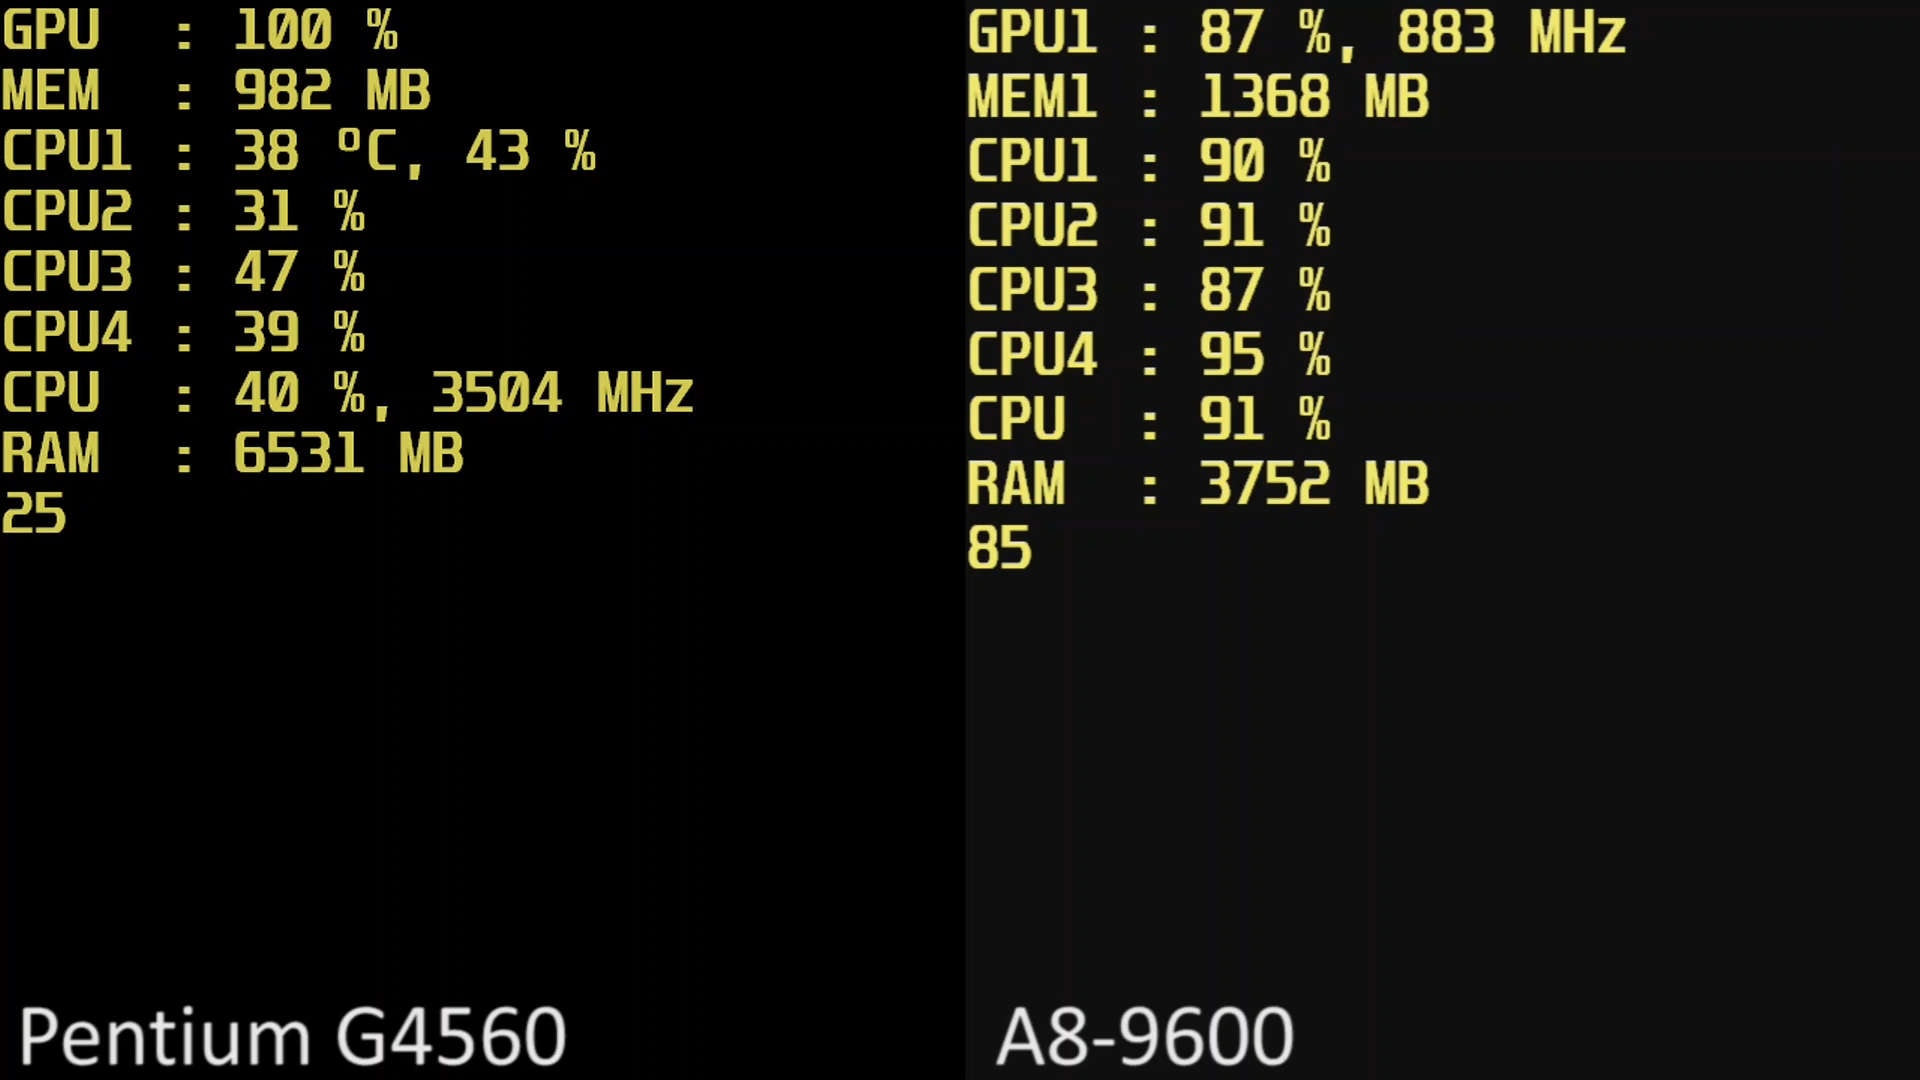 GPU : 100 %
MEM : 982 MB
CPU1 : 38 ºC, 43 %
CPU2 : 31 %
CPU3 : 47 %
CPU4 : 39 %
CPU : 40 %, 3504 MHz
RAM : 6531 MB
25
Pentium G4560
GPU1 : 87 %, 883 MHz
MEM1 : 1368 MB
CPU1 : 90 %
CPU2 : 91 %
CPU3 : 87 %
CPU4 : 95 %
CPU : 91 %
RAM : 3752 MB
85
A8-9600